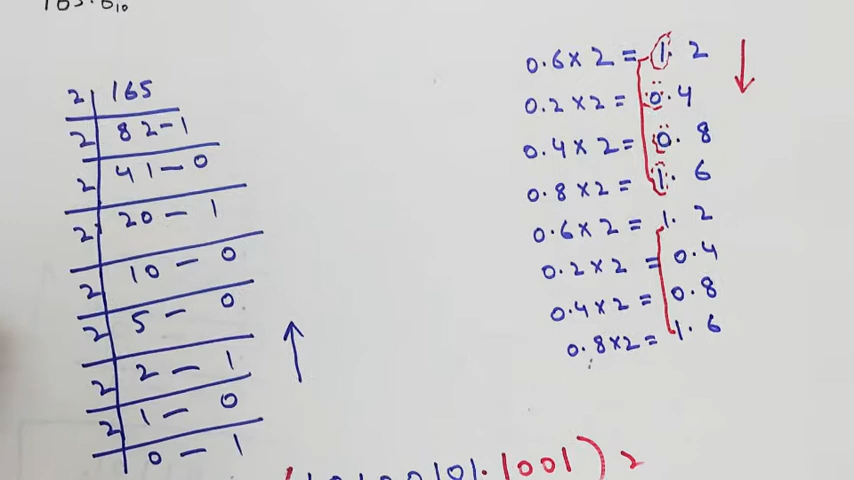 165.6₁₀
2 | 165
2 | 82 - 1
2 | 41 - 0
2 | 20 - 1
2 | 10 - 0
2 | 5 - 0
2 | 2 - 1
2 | 1 - 0
0 - 1
0.6 x 2 = 1. 2
0.2 x 2 = 0.4
0.4 x 2 = 0. 8
0.8 x 2 = 1. 6
0.6 x 2 = 1. 2
0.2 x 2 = 0.4
0.4 x 2 = 0.8
0.8 x 2 = 1. 6
(10100101.1001)2